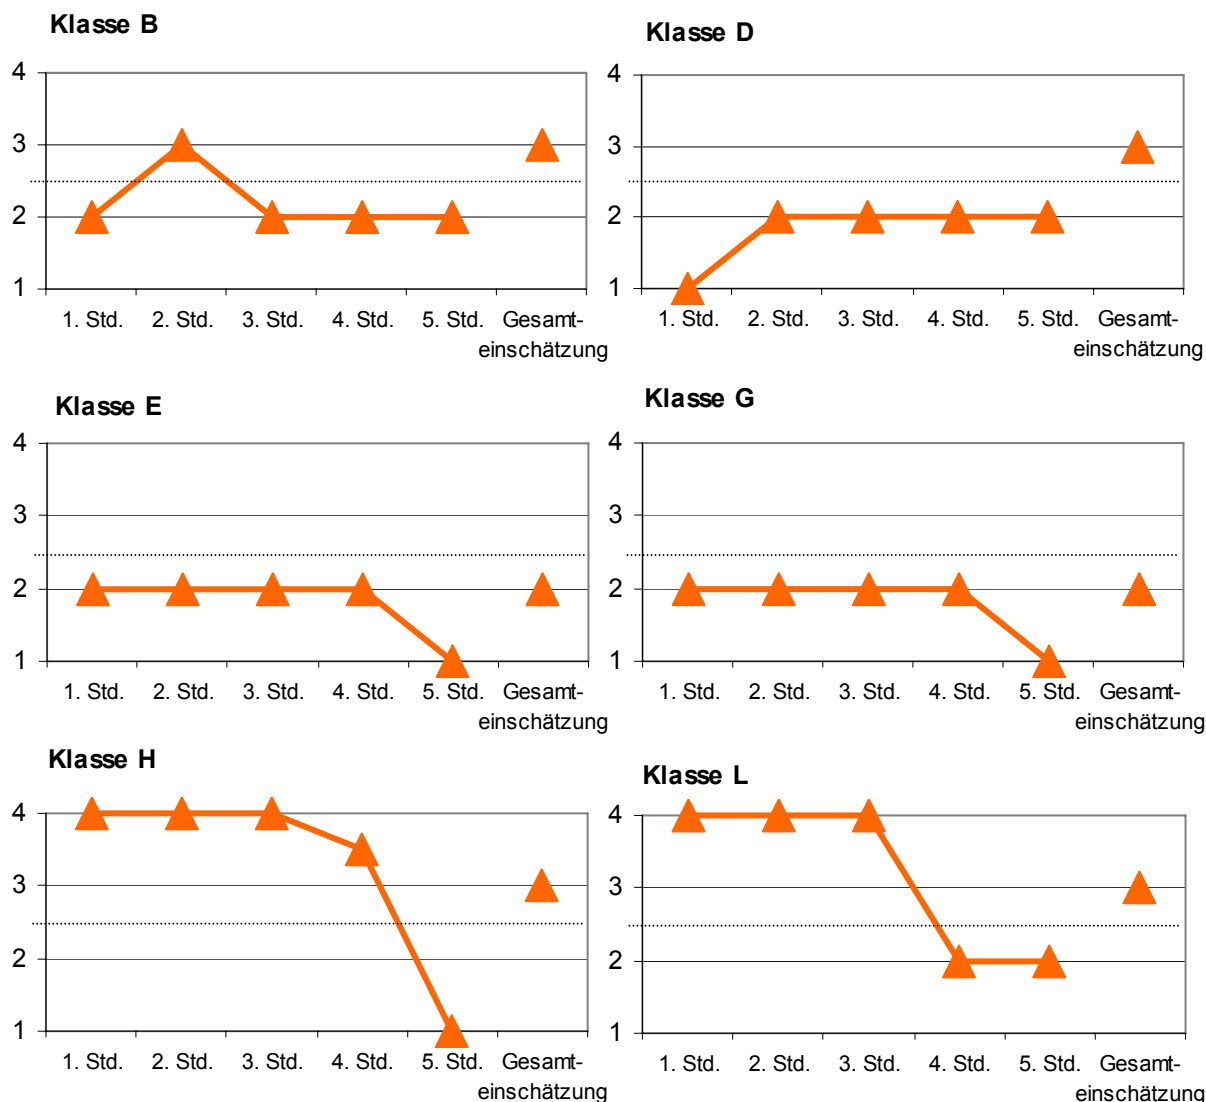 Klasse B
4
3
2
1
1. Std. 2. Std. 3. Std. 4. Std. 5. Std. Gesamt-
einschätzung
Klasse D
4
3
2
1
1. Std. 2. Std. 3. Std. 4. Std. 5. Std. Gesamt-
einschätzung
Klasse E
4
3
2
1
1. Std. 2. Std. 3. Std. 4. Std. 5. Std. Gesamt-
einschätzung
Klasse G
4
3
2
1
1. Std. 2. Std. 3. Std. 4. Std. 5. Std. Gesamt-
einschätzung
Klasse H
4
3
2
1
1. Std. 2. Std. 3. Std. 4. Std. 5. Std. Gesamt-
einschätzung
Klasse L
4
3
2
1
1. Std. 2. Std. 3. Std. 4. Std. 5. Std. Gesamt-
einschätzung